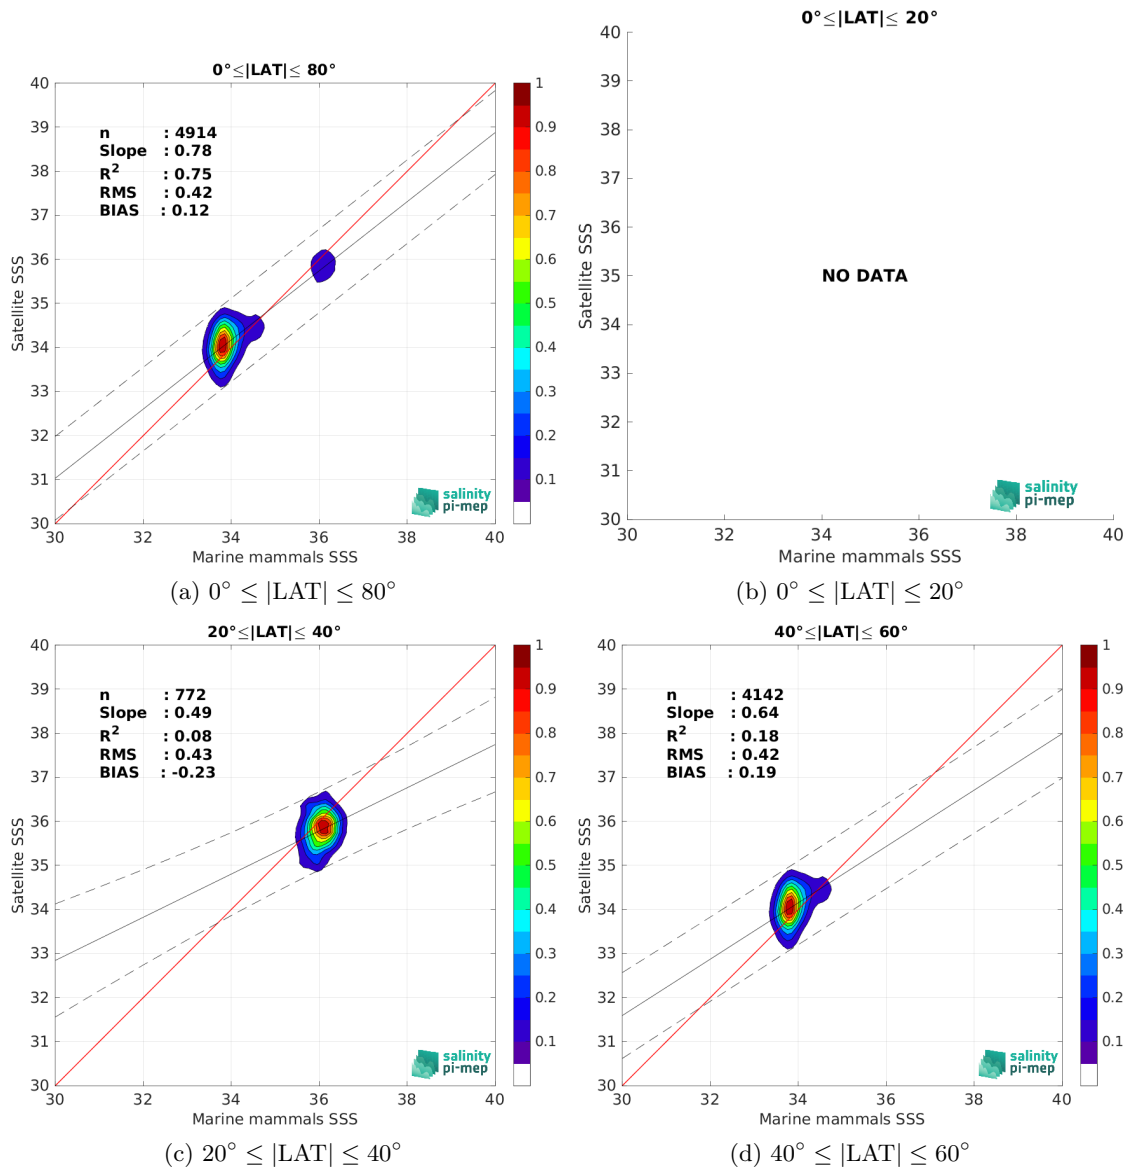 0°≤|LAT|≤ 80°
40
39
38
37
36
35
34
33
32
31
30
Satellite SSS
n : 4914
Slope : 0.78
R² : 0.75
RMS : 0.42
BIAS : 0.12
salinity
pi-mep
30 32 34 36 38 40
Marine mammals SSS
1
0.9
0.8
0.7
0.6
0.5
0.4
0.3
0.2
0.1
(a) 0° ≤ |LAT| ≤ 80°
0°≤|LAT|≤ 20°
40
39
38
37
36
35
34
33
32
31
30
Satellite SSS
NO DATA
salinity
pi-mep
30 32 34 36 38 40
Marine mammals SSS
(b) 0° ≤ |LAT| ≤ 20°
20°≤|LAT|≤ 40°
40
39
38
37
36
35
34
33
32
31
30
Satellite SSS
n : 772
Slope : 0.49
R² : 0.08
RMS : 0.43
BIAS : -0.23
salinity
pi-mep
30 32 34 36 38 40
Marine mammals SSS
1
0.9
0.8
0.7
0.6
0.5
0.4
0.3
0.2
0.1
(c) 20° ≤ |LAT| ≤ 40°
40°≤|LAT|≤ 60°
40
39
38
37
36
35
34
33
32
31
30
Satellite SSS
n : 4142
Slope : 0.64
R² : 0.18
RMS : 0.42
BIAS : 0.19
salinity
pi-mep
30 32 34 36 38 40
Marine mammals SSS
1
0.9
0.8
0.7
0.6
0.5
0.4
0.3
0.2
0.1
(d) 40° ≤ |LAT| ≤ 60°